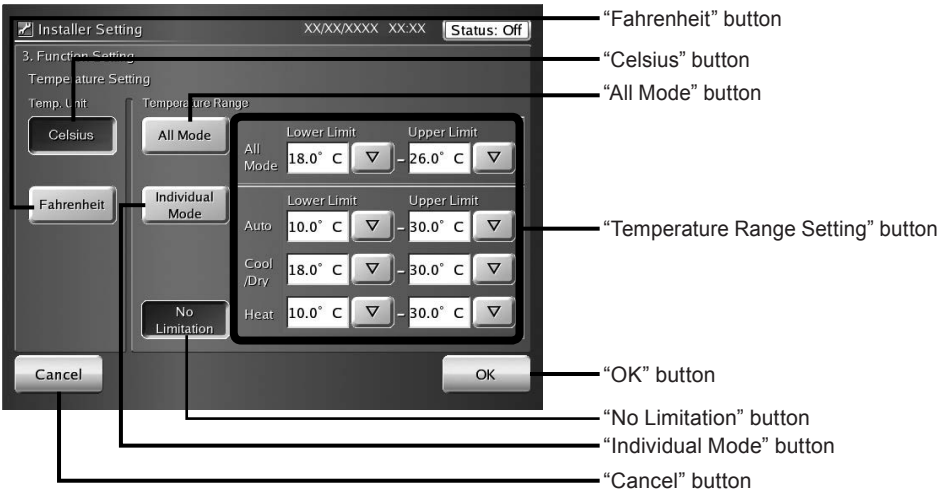 Installer Setting XX/XX/XXXX XX:XX Status: Off
3. Function Setting
Temperature Setting
Temp. Unit Temperature Range
Celsius
Fahrenheit
All Mode
Individual
Mode
No
Limitation
Lower Limit Upper Limit
All
Mode 18.0° C ▽ – 26.0° C ▽
Lower Limit Upper Limit
Auto 10.0° C ▽ – 30.0° C ▽
Cool
/Dry 18.0° C ▽ – 30.0° C ▽
Heat 10.0° C ▽ – 30.0° C ▽
Cancel OK
“Fahrenheit” button
“Celsius” button
“All Mode” button
“Temperature Range Setting” button
“OK” button
“No Limitation” button
“Individual Mode” button
“Cancel” button